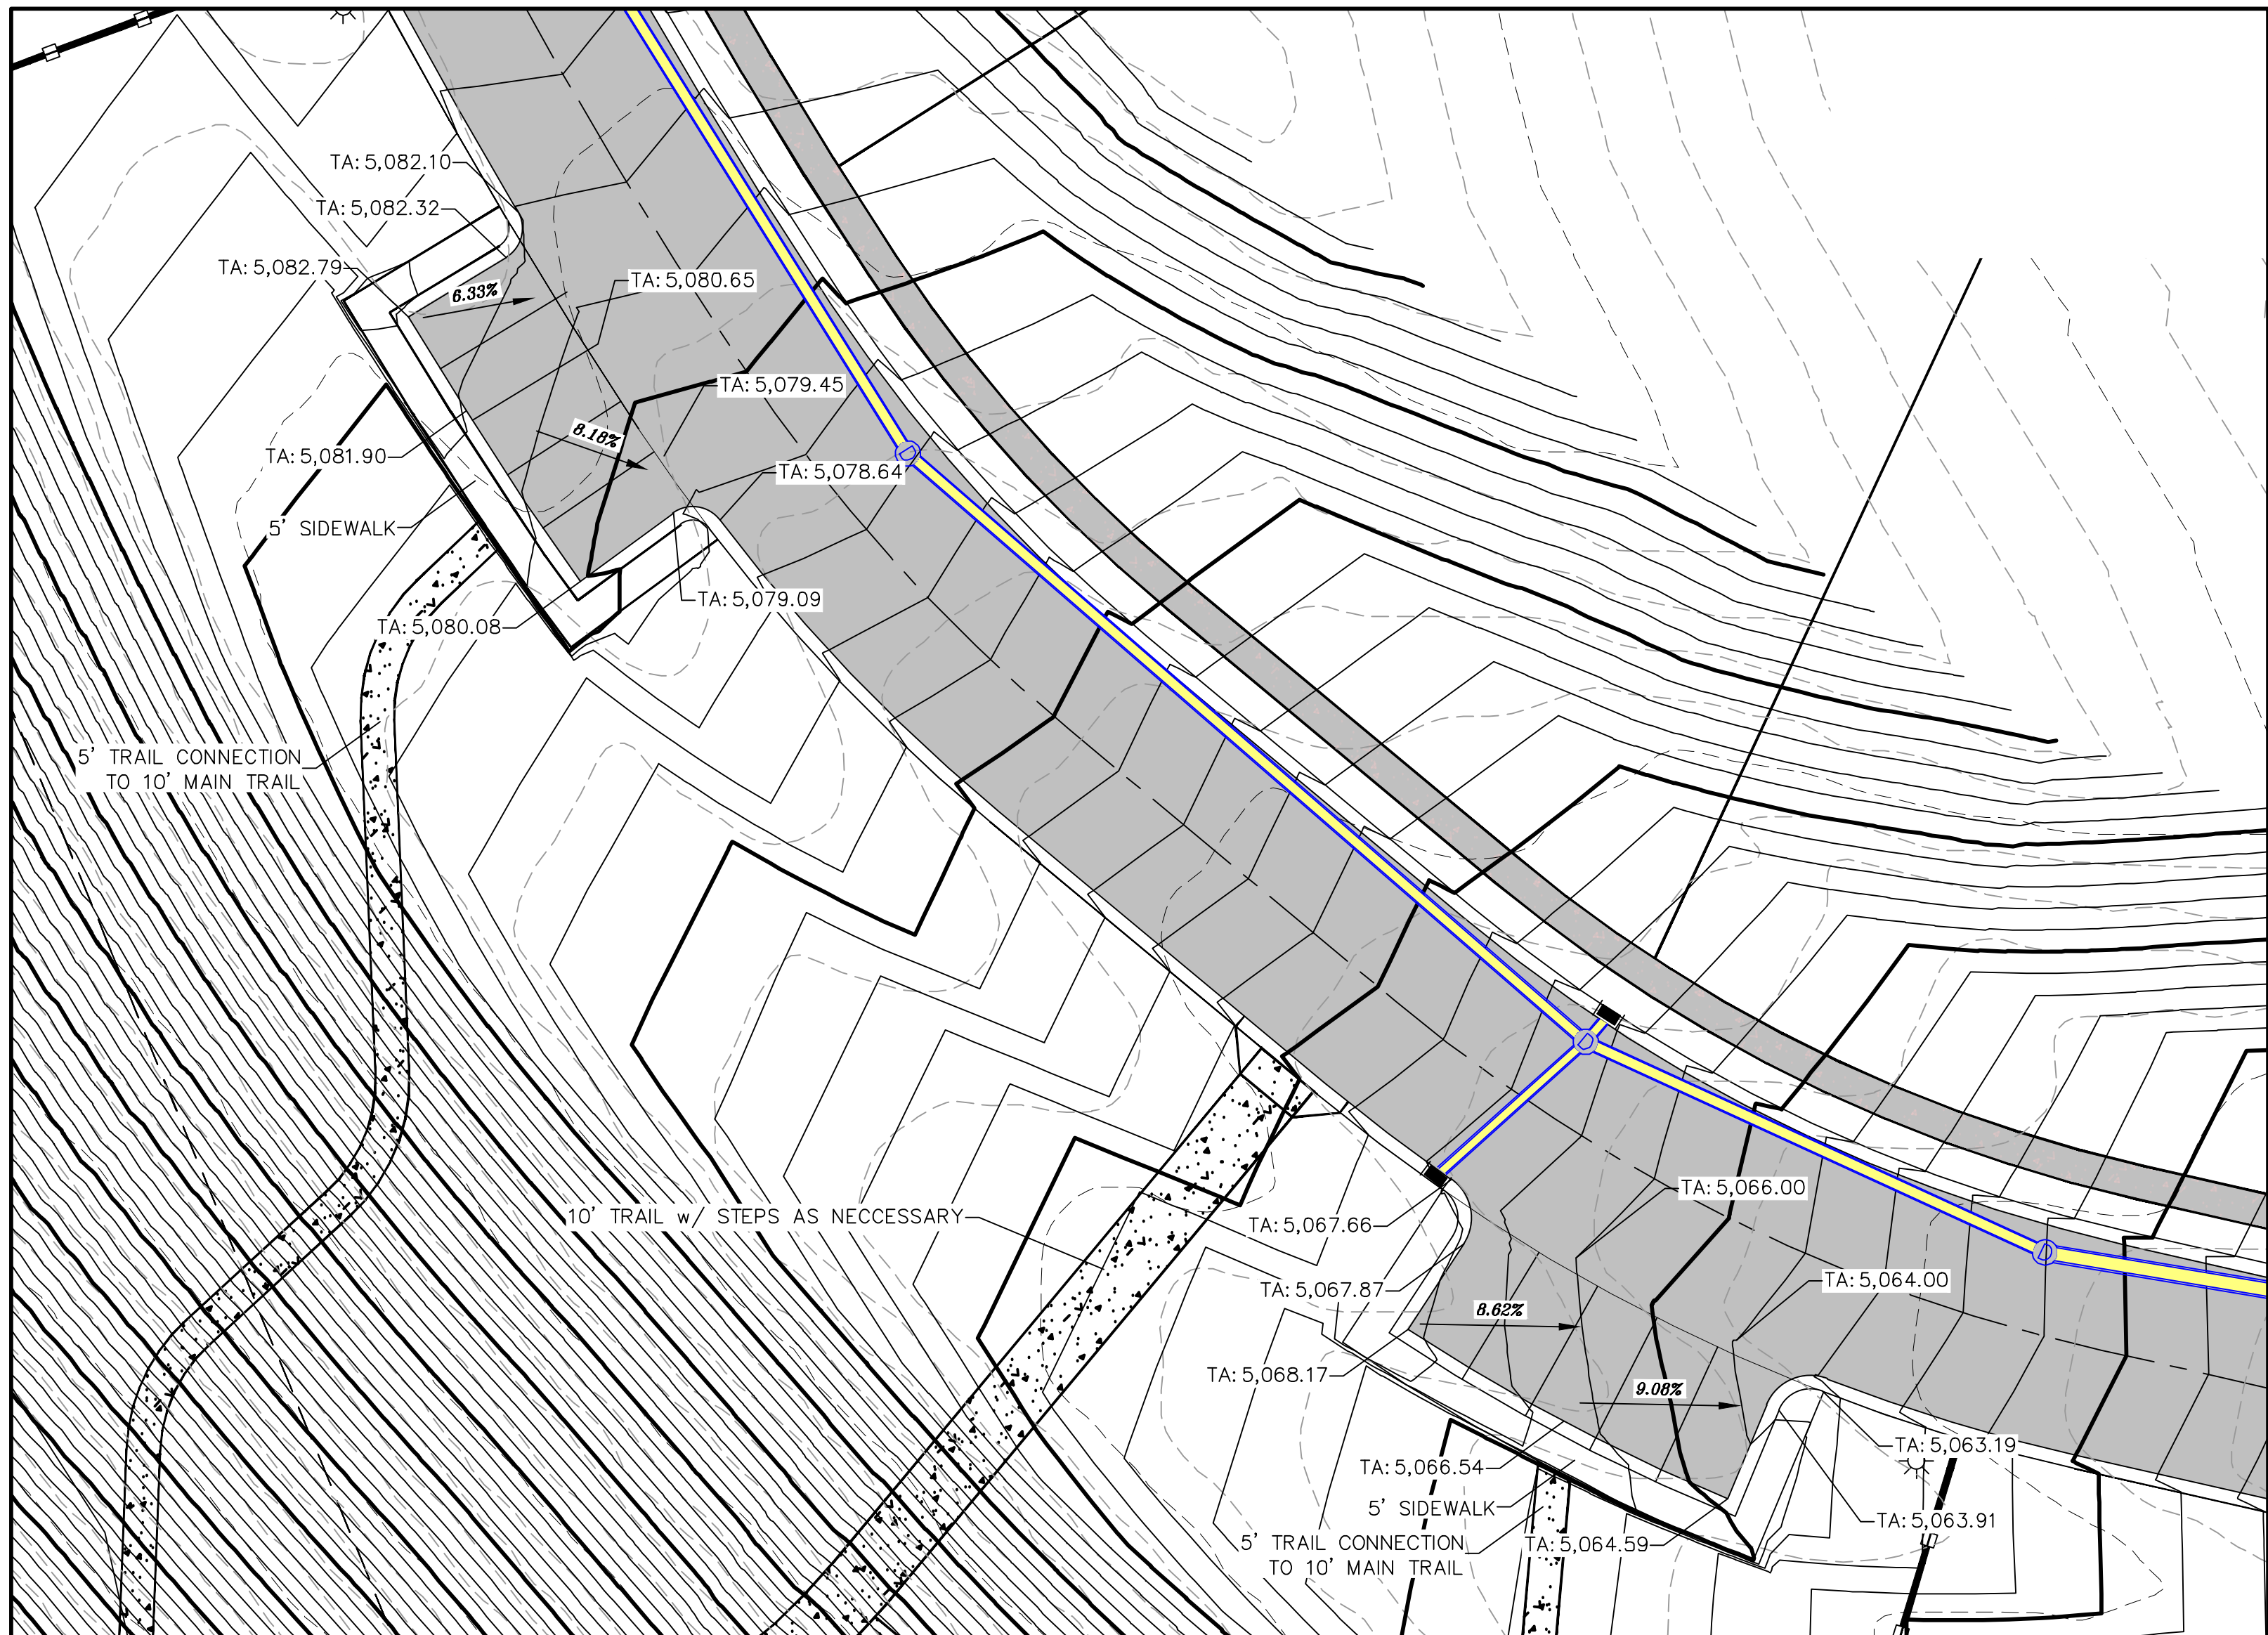 TA: 5,082.10
TA: 5,082.32
TA: 5,082.79
6.33%
TA: 5,080.65
TA: 5,079.45
8.18%
TA: 5,081.90
TA: 5,078.64
5' SIDEWALK
TA: 5,079.09
TA: 5,080.08
5' TRAIL CONNECTION
TO 10' MAIN TRAIL
10' TRAIL w/ STEPS AS NECCESSARY
TA: 5,066.00
TA: 5,067.66
TA: 5,064.00
TA: 5,067.87
8.62%
TA: 5,068.17
9.08%
TA: 5,063.19
TA: 5,066.54
5' SIDEWALK
TA: 5,063.91
5' TRAIL CONNECTION
TO 10' MAIN TRAIL
TA: 5,064.59
D
D
D